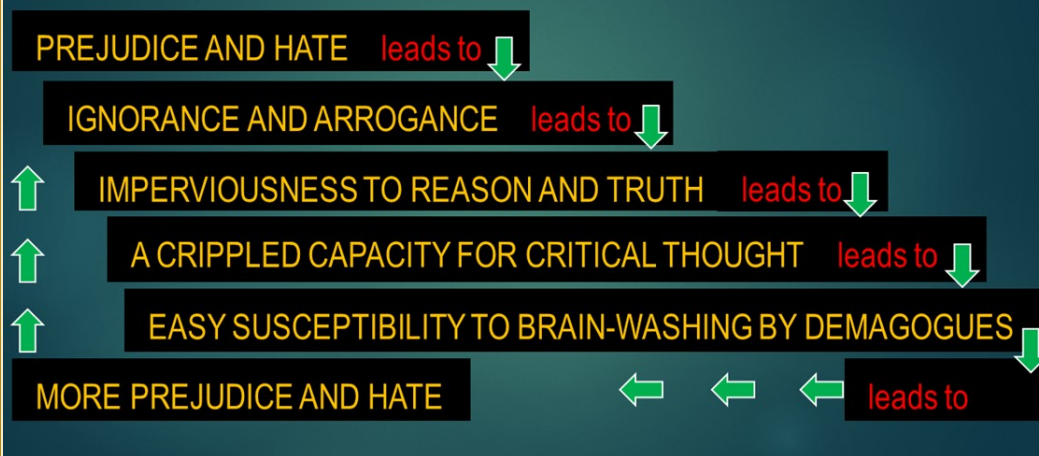 PREJUDICE AND HATE leads to
IGNORANCE AND ARROGANCE leads to
IMPERVIOUSNESS TO REASON AND TRUTH leads to
A CRIPPLED CAPACITY FOR CRITICAL THOUGHT leads to
EASY SUSCEPTIBILITY TO BRAIN-WASHING BY DEMAGOGUES
leads to
MORE PREJUDICE AND HATE